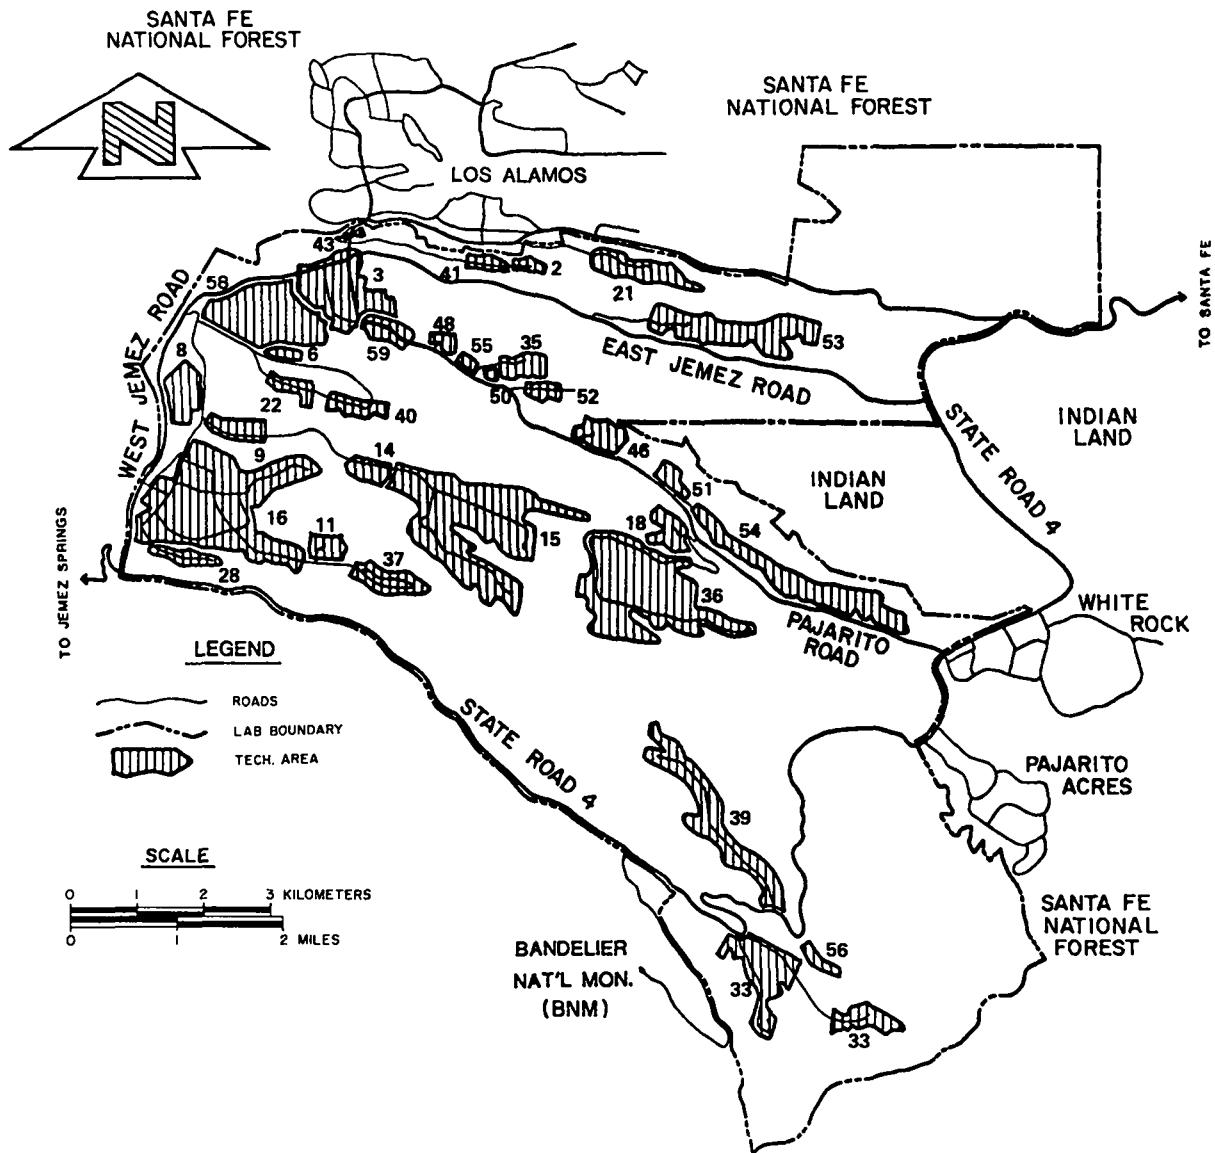 SANTA FE
NATIONAL FOREST
N
SANTA FE
NATIONAL FOREST
LOS ALAMOS
43
58
3
41
2
21
TO SANTA FE
WEST JEMEZ ROAD
8
6
59
48
55
35
50
52
EAST JEMEZ ROAD
53
22
40
9
14
46
STATE ROAD 4
INDIAN
LAND
INDIAN
LAND
51
16
11
15
18
54
28
37
36
TO JEMEZ SPRINGS
PAJARITO
ROAD
WHITE
ROCK
LEGEND
ROADS
LAB BOUNDARY
TECH. AREA
STATE ROAD 4
PAJARITO
ACRES
39
SCALE
0 1 2 3 KILOMETERS
0 1 2 MILES
SANTA FE
NATIONAL
FOREST
BANDELIER
NAT'L MON.
(BNM)
56
33
33